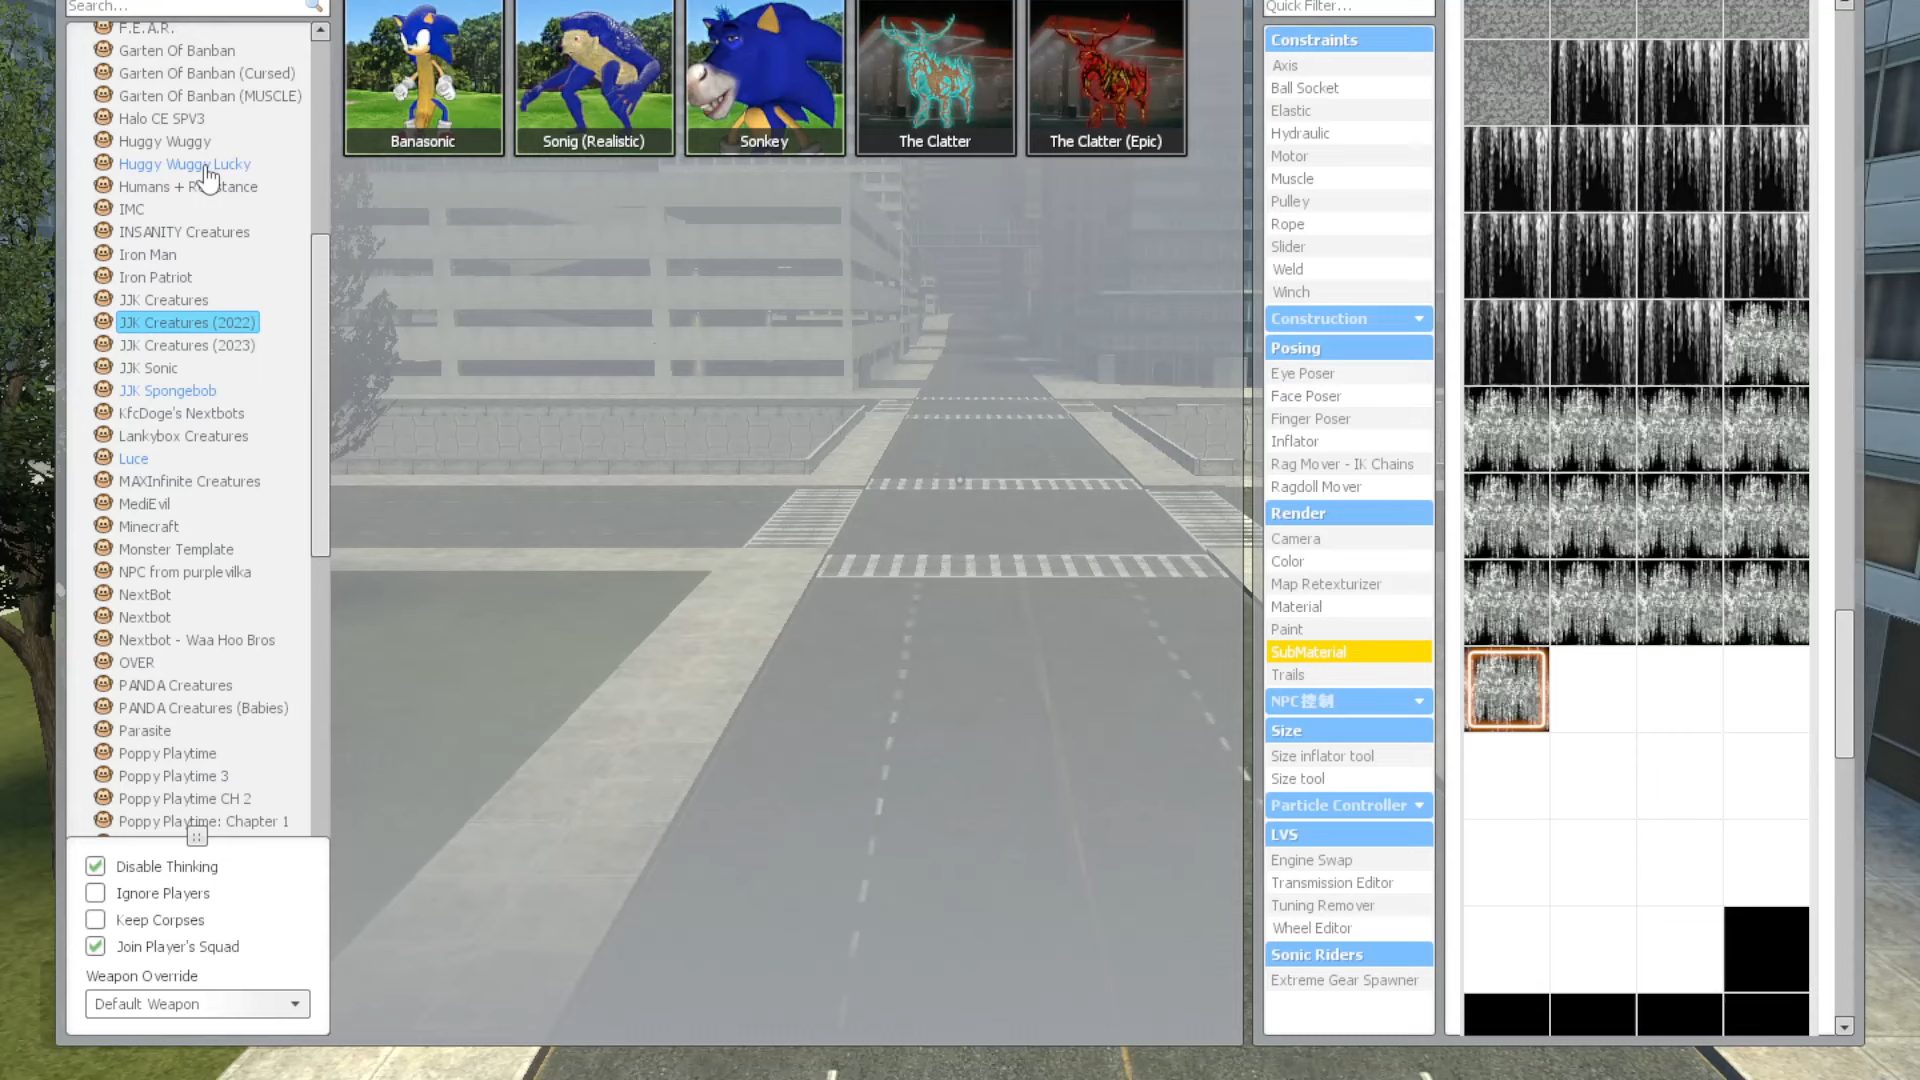 Search...
F.E.A.R.
Garten Of Banban
Garten Of Banban (Cursed)
Garten Of Banban (MUSCLE)
Halo CE SPV3
Huggy Wuggy
Huggy Wuggy Lucky
Humans + R stance
IMC
INSANITY Creatures
Iron Man
Iron Patriot
JJK Creatures
JJK Creatures (2022)
JJK Creatures (2023)
JJK Sonic
JJK Spongebob
KfcDoge's Nextbots
Lankybox Creatures
Luce
MAXInfinite Creatures
MediEvil
Minecraft
Monster Template
NPC from purplevilka
NextBot
Nextbot
Nextbot - Waa Hoo Bros
OVER
PANDA Creatures
PANDA Creatures (Babies)
Parasite
Poppy Playtime
Poppy Playtime 3
Poppy Playtime CH 2
Poppy Playtime: Chapter 1
Disable Thinking
Ignore Players
Keep Corpses
Join Player's Squad
Weapon Override
Default Weapon
Banasonic
Sonig (Realistic)
Sonkey
The Clatter
The Clatter (Epic)
Quick Filter...
Constraints
Axis
Ball Socket
Elastic
Hydraulic
Motor
Muscle
Pulley
Rope
Slider
Weld
Winch
Construction
Posing
Eye Poser
Face Poser
Finger Poser
Inflator
Rag Mover - IK Chains
Ragdoll Mover
Render
Camera
Color
Map Retexturizer
Material
Paint
SubMaterial
Trails
NPC控制
Size
Size inflator tool
Size tool
Particle Controller
LVS
Engine Swap
Transmission Editor
Tuning Remover
Wheel Editor
Sonic Riders
Extreme Gear Spawner